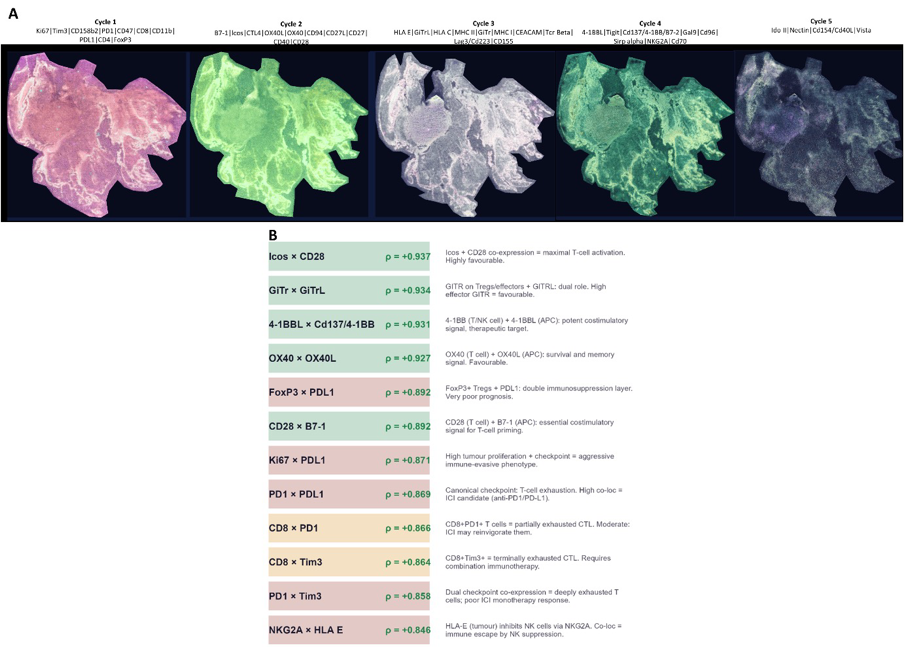 A
Cycle 1
Ki67|Tim3|CD158b2|PD1|CD47|CD8|CD11b|
PDL1|CD4|FoxP3
Cycle 2
B7-1|Icos|CTL4|OX40L|OX40|CD94|CD27L|CD27|
CD40|CD28
Cycle 3
HLA E|GiTrL|HLA C|MHC II|GiTr|MHC I|CEACAM|Tcr Beta|
Lag3/Cd223|CD155
Cycle 4
4-1BBL|Tigit|Cd137/4-1BB/B7-2|Gal9|Cd96|
Sirp alpha|NKG2A|Cd70
Cycle 5
Ido II|Nectin|Cd154/Cd40L|Vista
B
Icos × CD28 ρ = +0.937
Icos + CD28 co-expression = maximal T-cell activation.
Highly favourable.
GiTr × GiTrL ρ = +0.934
GITR on Tregs/effectors + GITRL: dual role. High
effector GITR = favourable.
4-1BBL × Cd137/4-1BB ρ = +0.931
4-1BB (T/NK cell) + 4-1BBL (APC): potent costimulatory
signal, therapeutic target.
OX40 × OX40L ρ = +0.927
OX40 (T cell) + OX40L (APC): survival and memory
signal. Favourable.
FoxP3 × PDL1 ρ = +0.892
FoxP3+ Tregs + PDL1: double immunosuppression layer.
Very poor prognosis.
CD28 × B7-1 ρ = +0.892
CD28 (T cell) + B7-1 (APC): essential costimulatory
signal for T-cell priming.
Ki67 × PDL1 ρ = +0.871
High tumour proliferation + checkpoint = aggressive
immune-evasive phenotype.
PD1 × PDL1 ρ = +0.869
Canonical checkpoint: T-cell exhaustion. High co-loc =
ICI candidate (anti-PD1/PD-L1).
CD8 × PD1 ρ = +0.866
CD8+PD1+ T cells = partially exhausted CTL. Moderate:
ICI may reinvigorate them.
CD8 × Tim3 ρ = +0.864
CD8+Tim3+ = terminally exhausted CTL. Requires
combination immunotherapy.
PD1 × Tim3 ρ = +0.858
Dual checkpoint co-expression = deeply exhausted T
cells; poor ICI monotherapy response.
NKG2A × HLA E ρ = +0.846
HLA-E (tumour) inhibits NK cells via NKG2A. Co-loc =
immune escape by NK suppression.